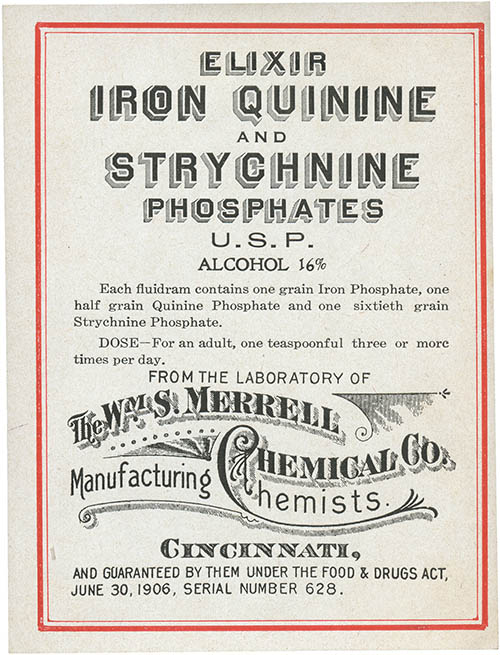 ELIXIR
IRON QUININE
AND
STRYCHNINE
PHOSPHATES
U.S.P.
ALCOHOL 16%
Each fluidram contains one grain Iron Phosphate, one
half grain Quinine Phosphate and one sixtieth grain
Strychnine Phosphate.
DOSE—For an adult, one teaspoonful three or more
times per day.
FROM THE LABORATORY OF
The Wm. S. Merrell
Chemical Co.
Manufacturing Chemists.
CINCINNATI,
AND GUARANTEED BY THEM UNDER THE FOOD & DRUGS ACT,
JUNE 30, 1906, SERIAL NUMBER 628.